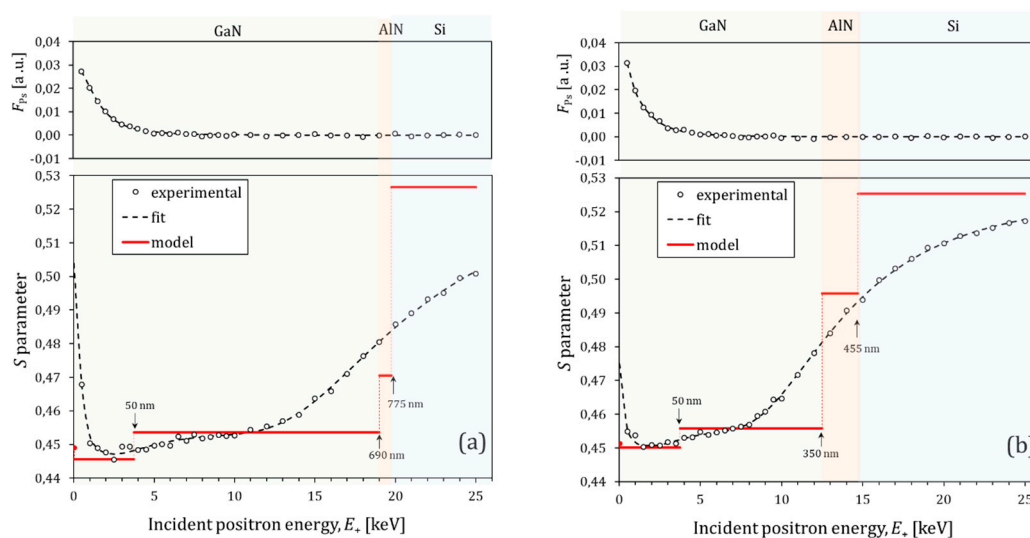 GaN AlN Si
0,04
0,03
0,02
0,01
0,00
-0,01
F_Ps [a .u.]
0,53
0,52
0,51
0,50
0,49
0,48
0,47
0,46
0,45
0,44
S parameter
experimental
fit
model
50 nm
690 nm
775 nm
(a)
0 5 10 15 20 25
Incident positron energy, E₊ [keV]
GaN AlN Si
0,04
0,03
0,02
0,01
0,00
-0,01
F_Ps [a .u.]
0,53
0,52
0,51
0,50
0,49
0,48
0,47
0,46
0,45
0,44
S parameter
experimental
fit
model
50 nm
350 nm
455 nm
(b)
0 5 10 15 20 25
Incident positron energy, E₊ [keV]